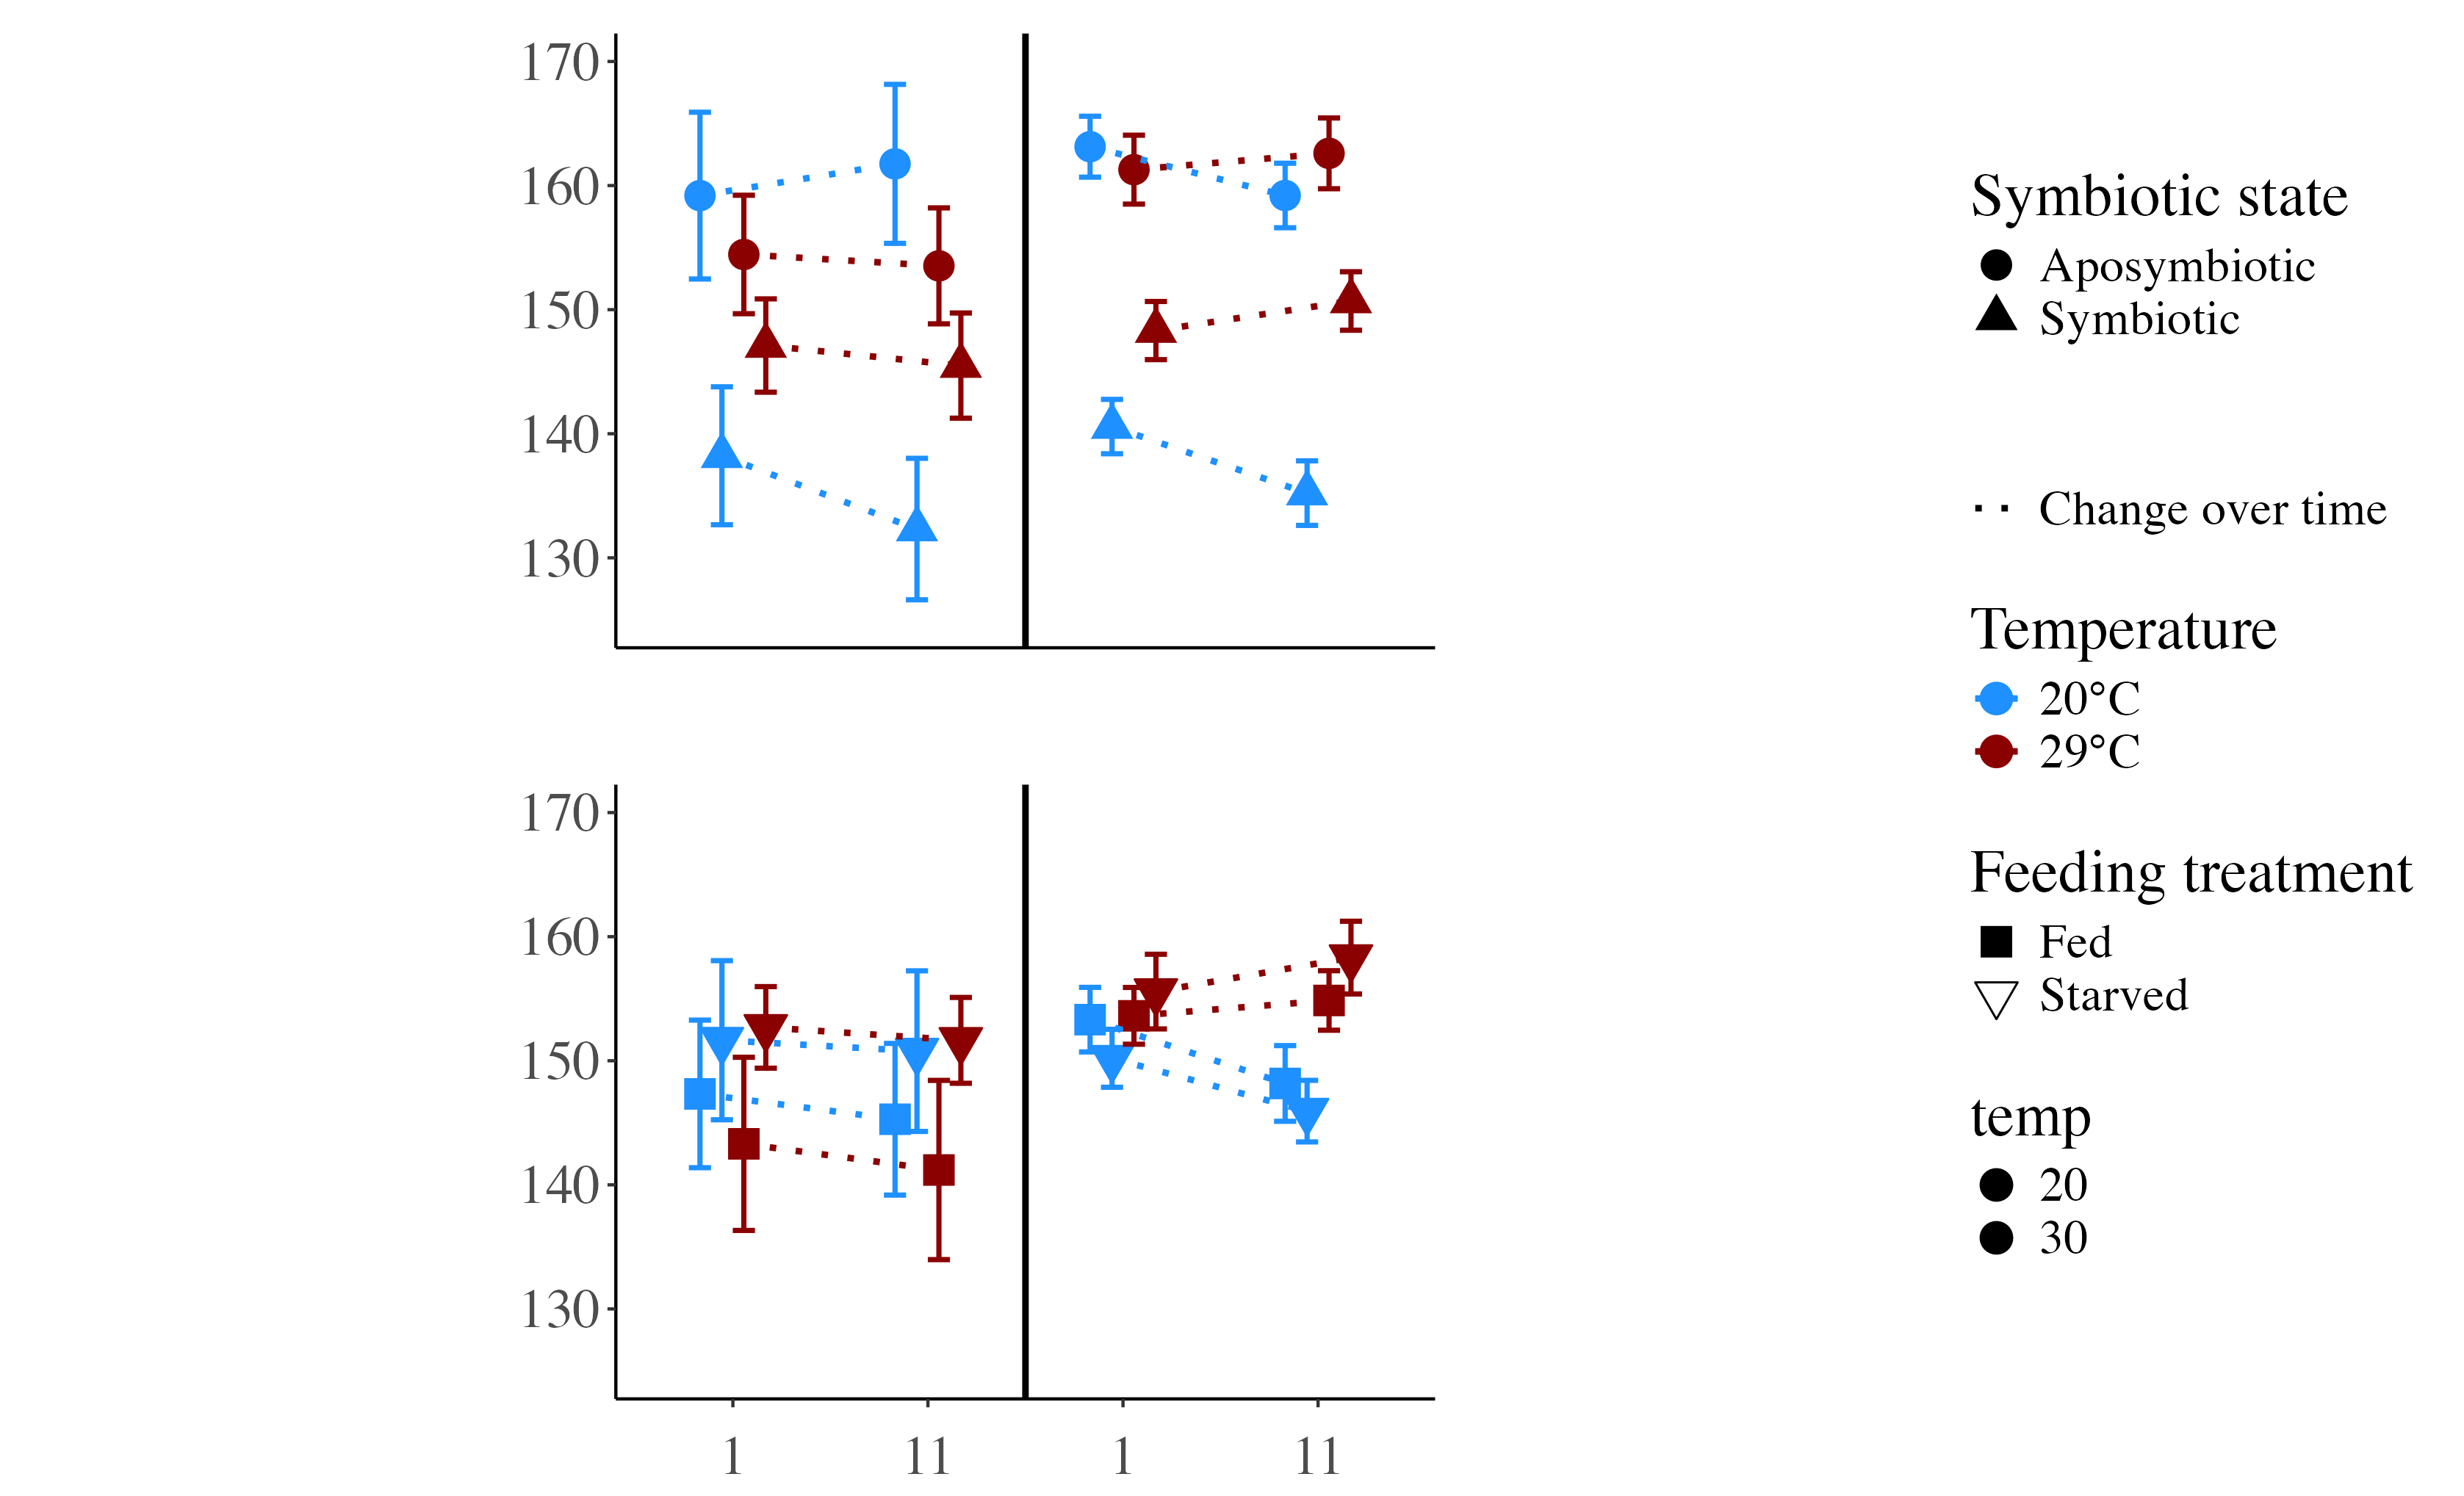 170
160
150
140
130
170
160
150
140
130
1 11 1 11
Symbiotic state
Aposymbiotic
Symbiotic
Change over time
Temperature
20°C
29°C
Feeding treatment
Fed
Starved
temp
20
30